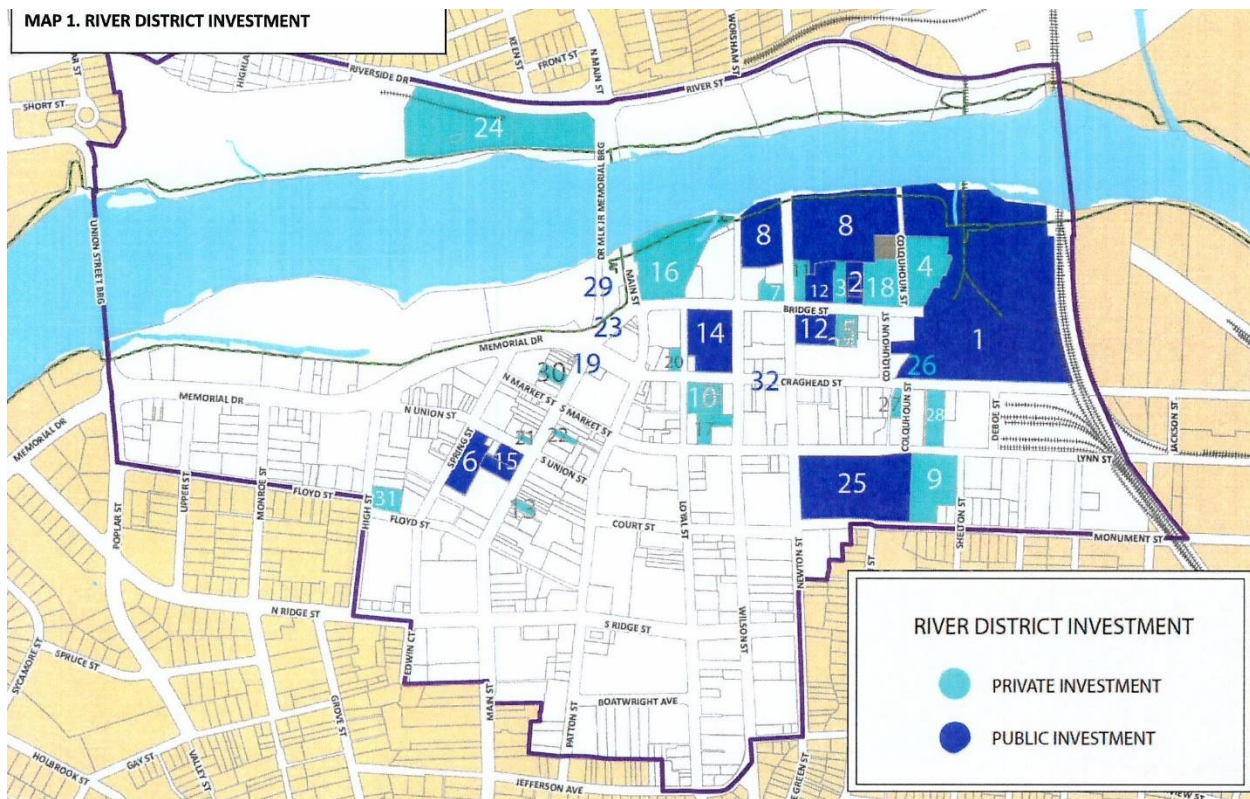 MAP 1. RIVER DISTRICT INVESTMENT
SHORT ST
RIVERSIDE DR
KEEN ST
FRONT ST
N MAIN ST
WORSHAM ST
RIVER ST
24
UNION STREET BRG
DR MLK JR MEMORIAL BRG
MAIN ST
8
8
16
29
23
19
7
11
12
3
2
18
4
COLQUHOUN ST
BRIDGE ST
14
12
5
COLQUHOUN ST
1
26
20
32
CRAGHEAD ST
MEMORIAL DR
30
N MARKET ST
S MARKET ST
10
COLQUHOUN ST
28
DEBOE ST
JACKSON ST
MEMORIAL DR
MEMORIAL DR
N UNION ST
SPRING ST
21
22
S UNION ST
6
15
LYNN ST
25
9
FLOYD ST
31
HIGH ST
FLOYD ST
13
COURT ST
LOYAL ST
POPLAR ST
UPPER ST
MONROE ST
NEWTON ST
SHELTON ST
MONUMENT ST
N RIDGE ST
S RIDGE ST
WILSON ST
SYCAMORE ST
SPRUCE ST
EDWIN CT
MAIN ST
PATTON ST
BOATWRIGHT AVE
GROVE ST
HOLBROOK ST
GAY ST
VALLEY ST
JEFFERSON AVE
RIVER DISTRICT INVESTMENT
PRIVATE INVESTMENT
PUBLIC INVESTMENT